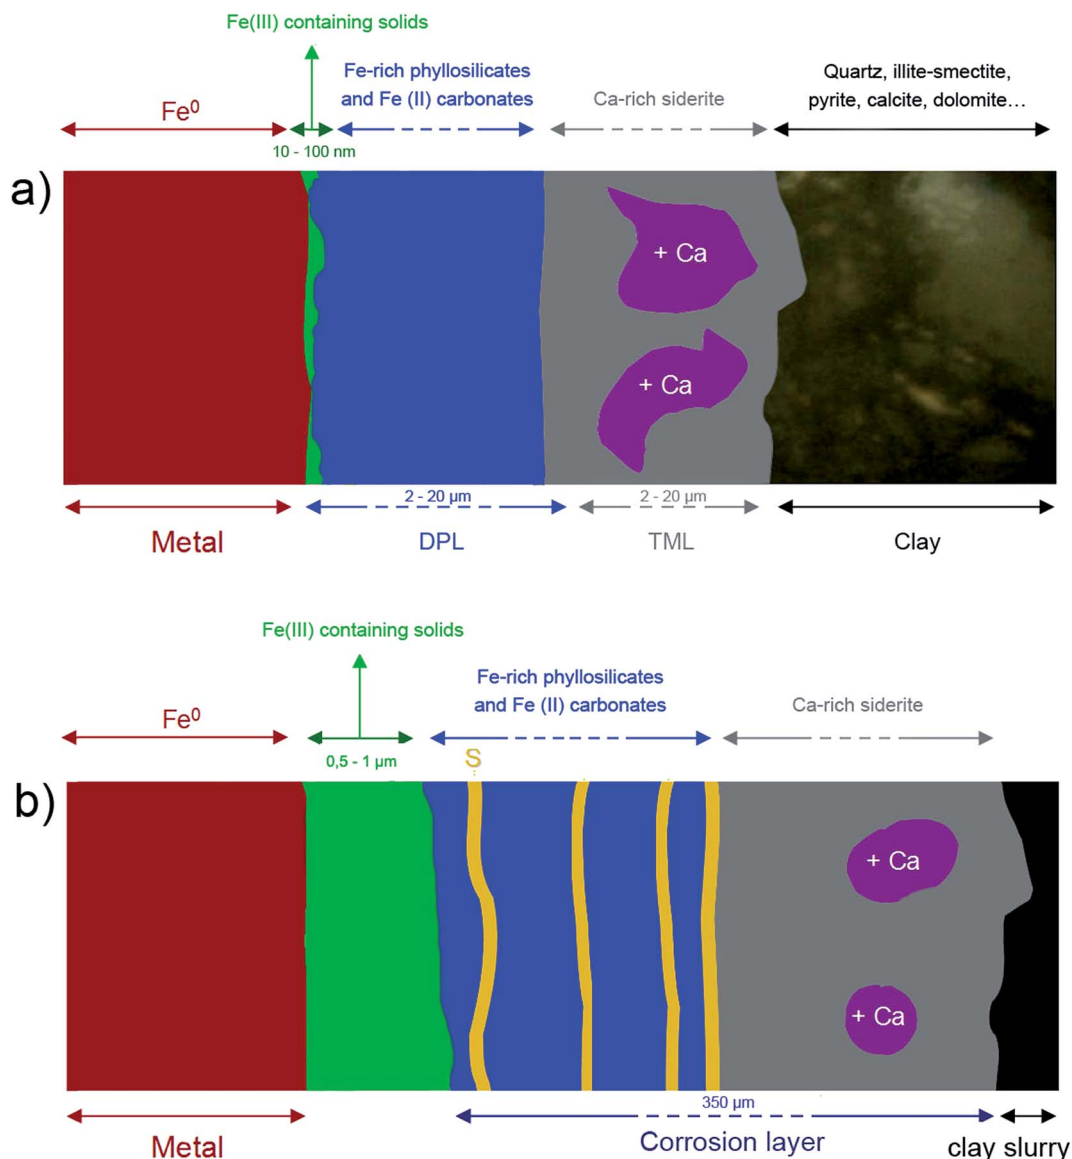 Fe(III) containing solids
Fe-rich phyllosilicates
and Fe (II) carbonates
Quartz, illite-smectite,
pyrite, calcite, dolomite…
Fe⁰
Ca-rich siderite
10 - 100 nm
a)
+ Ca
+ Ca
2 - 20 µm
2 - 20 µm
Metal
DPL
TML
Clay
Fe(III) containing solids
Fe-rich phyllosilicates
and Fe (II) carbonates
Fe⁰
Ca-rich siderite
0,5 - 1 µm
S
b)
+ Ca
+ Ca
350 µm
Metal
Corrosion layer
clay slurry